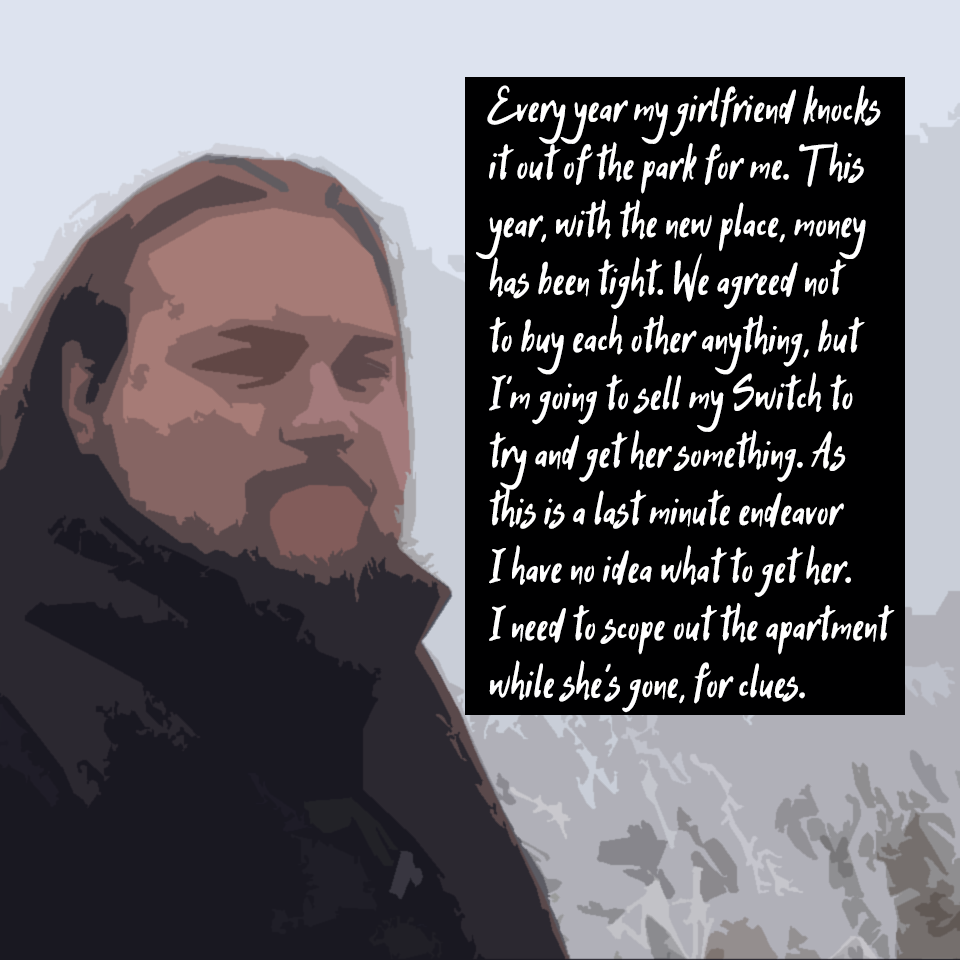 Every year my girlfriend knocks
it out of the park for me. This
year, with the new place, money
has been tight. We agreed not
to buy each other anything, but
I'm going to sell my Switch to
try and get her something. As
this is a last minute endeavor
I have no idea what to get her.
I need to scope out the apartment
while she's gone, for clues.